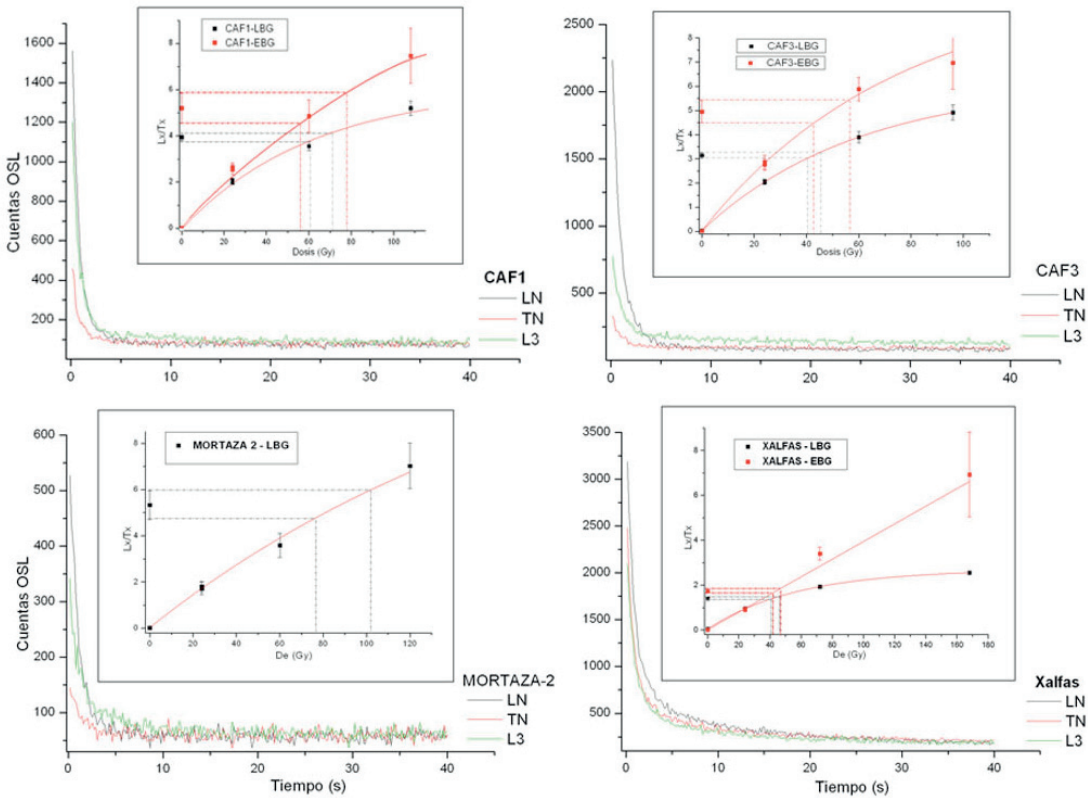 Cuentas OSL
1600
1400
1200
1000
800
600
400
200
0
10
20
30
40
CAF1-LBG
CAF1-EBG
Lx/Tx
8
6
4
2
0
0
20
40
60
80
100
Dosis (Gy)
CAF1
LN
TN
L3
2500
2000
1500
500
0
10
20
30
40
CAF3-LBG
CAF3-EBG
Lx/Tx
8
7
6
5
4
3
2
1
0
0
20
40
60
80
100
Dosis (Gy)
CAF3
LN
TN
L3
Cuentas OSL
600
500
400
300
200
100
0
10
20
30
40
Tiempo (s)
MORTAZA 2 - LBG
Lx/Tx
8
6
4
2
0
0
20
40
60
80
100
120
De (Gy)
MORTAZA-2
LN
TN
L3
3500
3000
2500
2000
1500
1000
500
0
10
20
30
40
Tiempo (s)
XALFAS - LBG
XALFAS - EBG
Lx/Tx
8
6
4
2
0
0
20
40
60
80
100
120
140
160
180
De (Gy)
Xalfas
LN
TN
L3